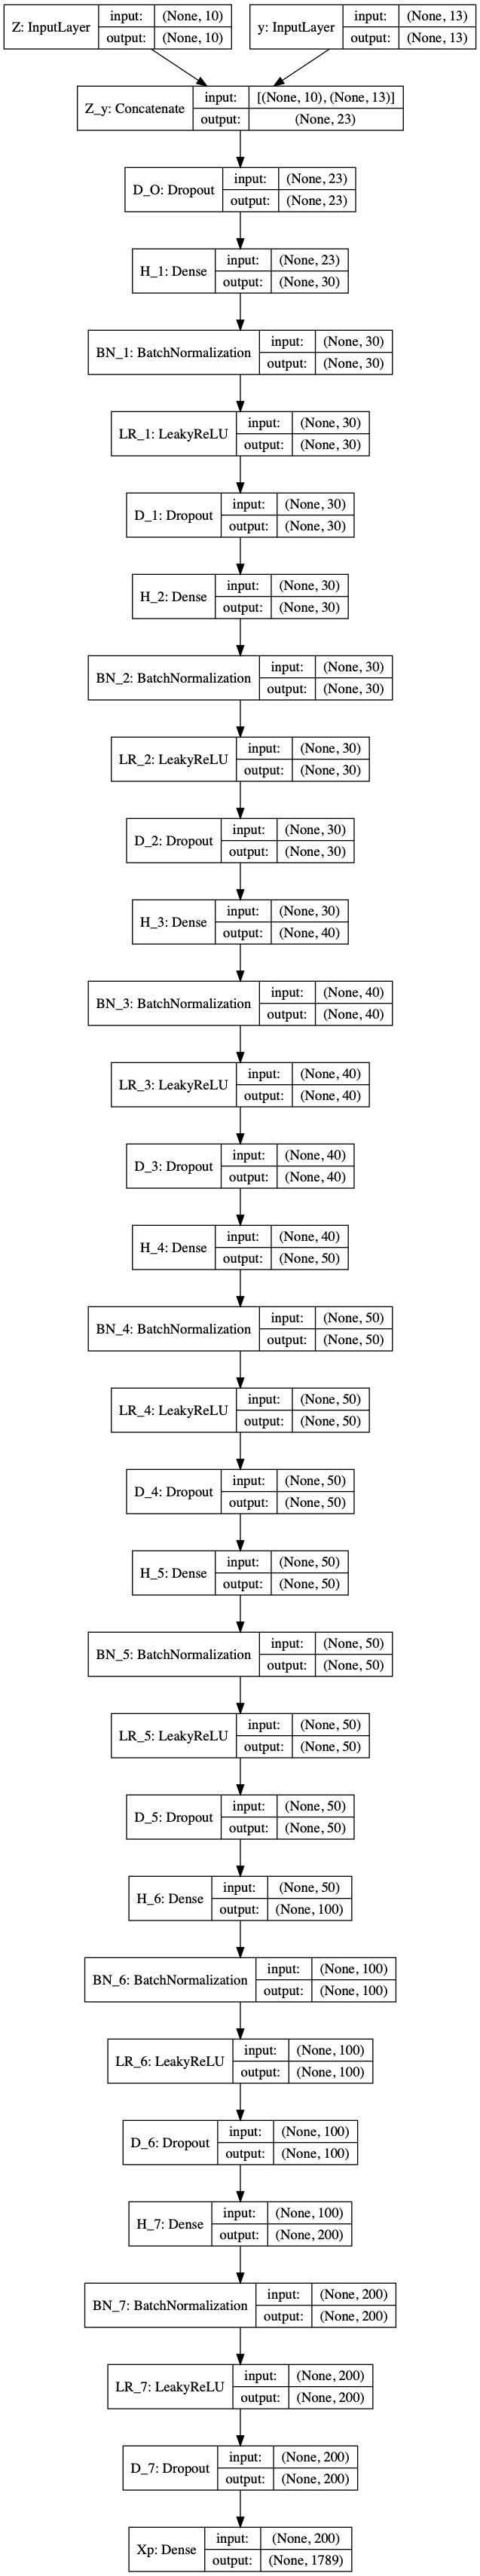 Z: InputLayer
input: (None, 10)
output: (None, 10)
y: InputLayer
input: (None, 13)
output: (None, 13)
Z_y: Concatenate
input: [(None, 10), (None, 13)]
output: (None, 23)
D_O: Dropout
input: (None, 23)
output: (None, 23)
H_1: Dense
input: (None, 23)
output: (None, 30)
BN_1: BatchNormalization
input: (None, 30)
output: (None, 30)
LR_1: LeakyReLU
input: (None, 30)
output: (None, 30)
D_1: Dropout
input: (None, 30)
output: (None, 30)
H_2: Dense
input: (None, 30)
output: (None, 30)
BN_2: BatchNormalization
input: (None, 30)
output: (None, 30)
LR_2: LeakyReLU
input: (None, 30)
output: (None, 30)
D_2: Dropout
input: (None, 30)
output: (None, 30)
H_3: Dense
input: (None, 30)
output: (None, 40)
BN_3: BatchNormalization
input: (None, 40)
output: (None, 40)
LR_3: LeakyReLU
input: (None, 40)
output: (None, 40)
D_3: Dropout
input: (None, 40)
output: (None, 40)
H_4: Dense
input: (None, 40)
output: (None, 50)
BN_4: BatchNormalization
input: (None, 50)
output: (None, 50)
LR_4: LeakyReLU
input: (None, 50)
output: (None, 50)
D_4: Dropout
input: (None, 50)
output: (None, 50)
H_5: Dense
input: (None, 50)
output: (None, 50)
BN_5: BatchNormalization
input: (None, 50)
output: (None, 50)
LR_5: LeakyReLU
input: (None, 50)
output: (None, 50)
D_5: Dropout
input: (None, 50)
output: (None, 50)
H_6: Dense
input: (None, 50)
output: (None, 100)
BN_6: BatchNormalization
input: (None, 100)
output: (None, 100)
LR_6: LeakyReLU
input: (None, 100)
output: (None, 100)
D_6: Dropout
input: (None, 100)
output: (None, 100)
H_7: Dense
input: (None, 100)
output: (None, 200)
BN_7: BatchNormalization
input: (None, 200)
output: (None, 200)
LR_7: LeakyReLU
input: (None, 200)
output: (None, 200)
D_7: Dropout
input: (None, 200)
output: (None, 200)
Xp: Dense
input: (None, 200)
output: (None, 1789)